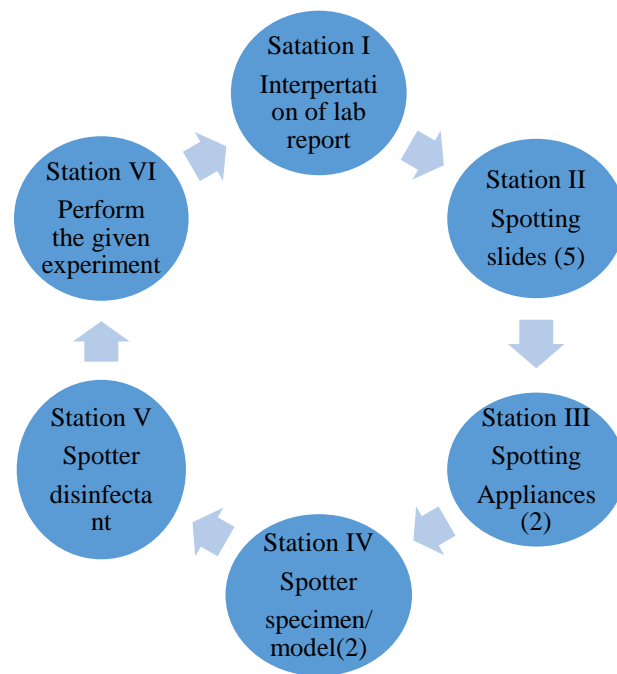 Satation I
Interpertati
on of lab
report
Station II
Spotting
slides (5)
Station III
Spotting
Appliances
(2)
Station IV
Spotter
specimen/
model(2)
Station V
Spotter
disinfecta
nt
Station VI
Perform
the given
experiment